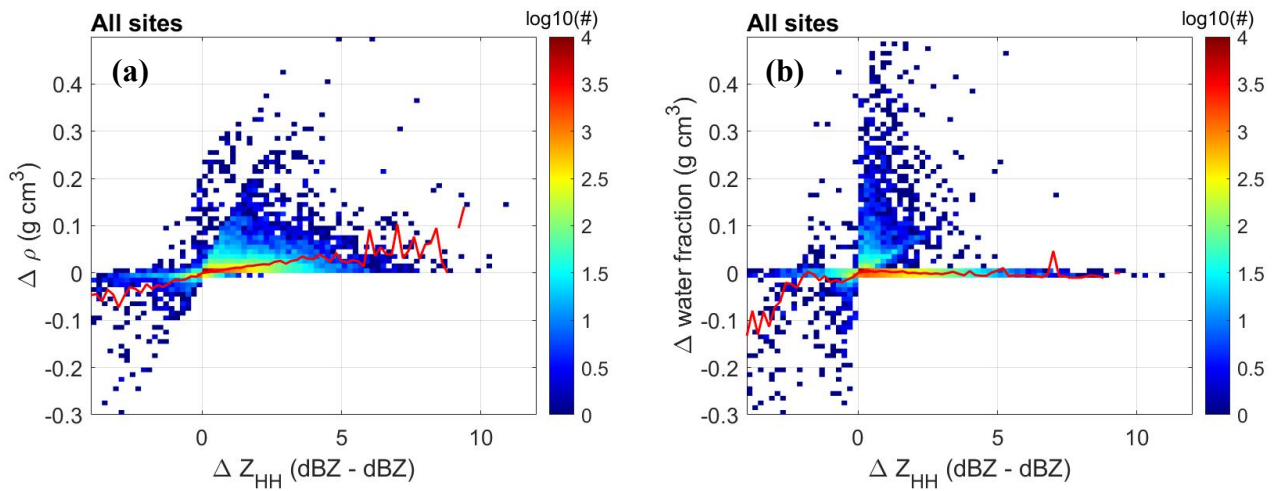 All sites
log10(#)
(a)
4
3.5
3
2.5
2
1.5
1
0.5
0
0.4
0.3
0.2
0.1
0
-0.1
-0.2
-0.3
Δ ρ (g cm3)
0 5 10
Δ ZHH (dBZ - dBZ)
All sites
log10(#)
(b)
4
3.5
3
2.5
2
1.5
1
0.5
0
0.4
0.3
0.2
0.1
0
-0.1
-0.2
-0.3
Δ water fraction (g cm3)
0 5 10
Δ ZHH (dBZ - dBZ)